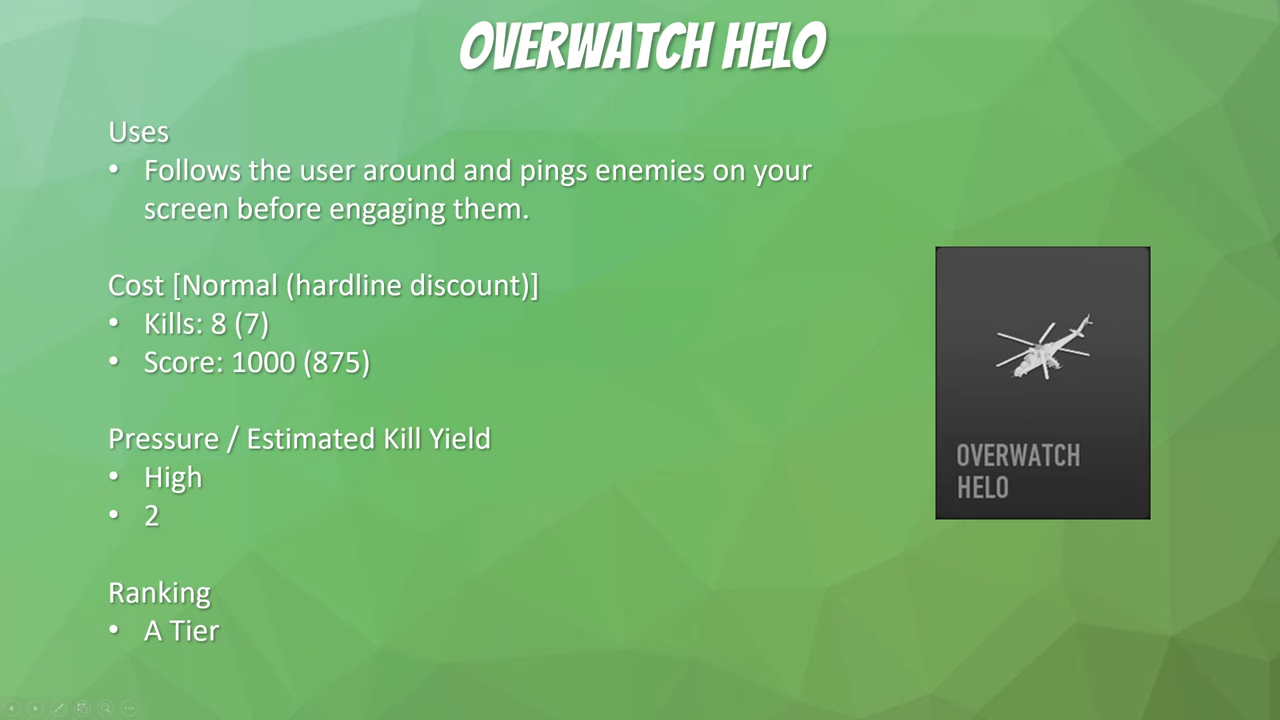 OVERWATCH HELO
Uses
• Follows the user around and pings enemies on your
screen before engaging them.
Cost [Normal (hardline discount)]
• Kills: 8 (7)
• Score: 1000 (875)
Pressure / Estimated Kill Yield
• High
• 2
Ranking
• A Tier
OVERWATCH
HELO